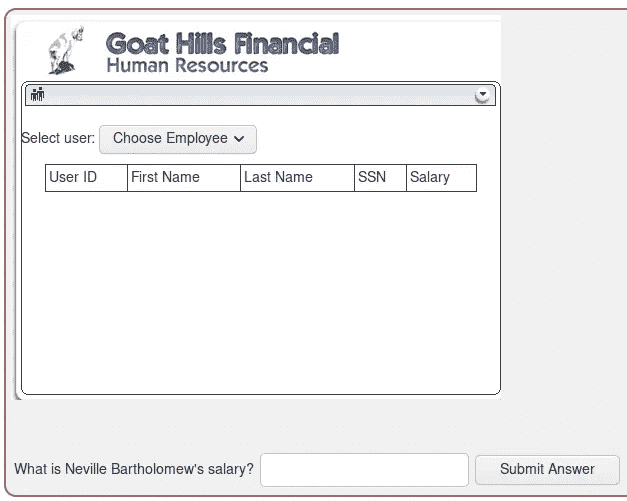 Goat Hills Financial
Human Resources
Select user: Choose Employee
User ID First Name Last Name SSN Salary
What is Neville Bartholomew's salary? Submit Answer